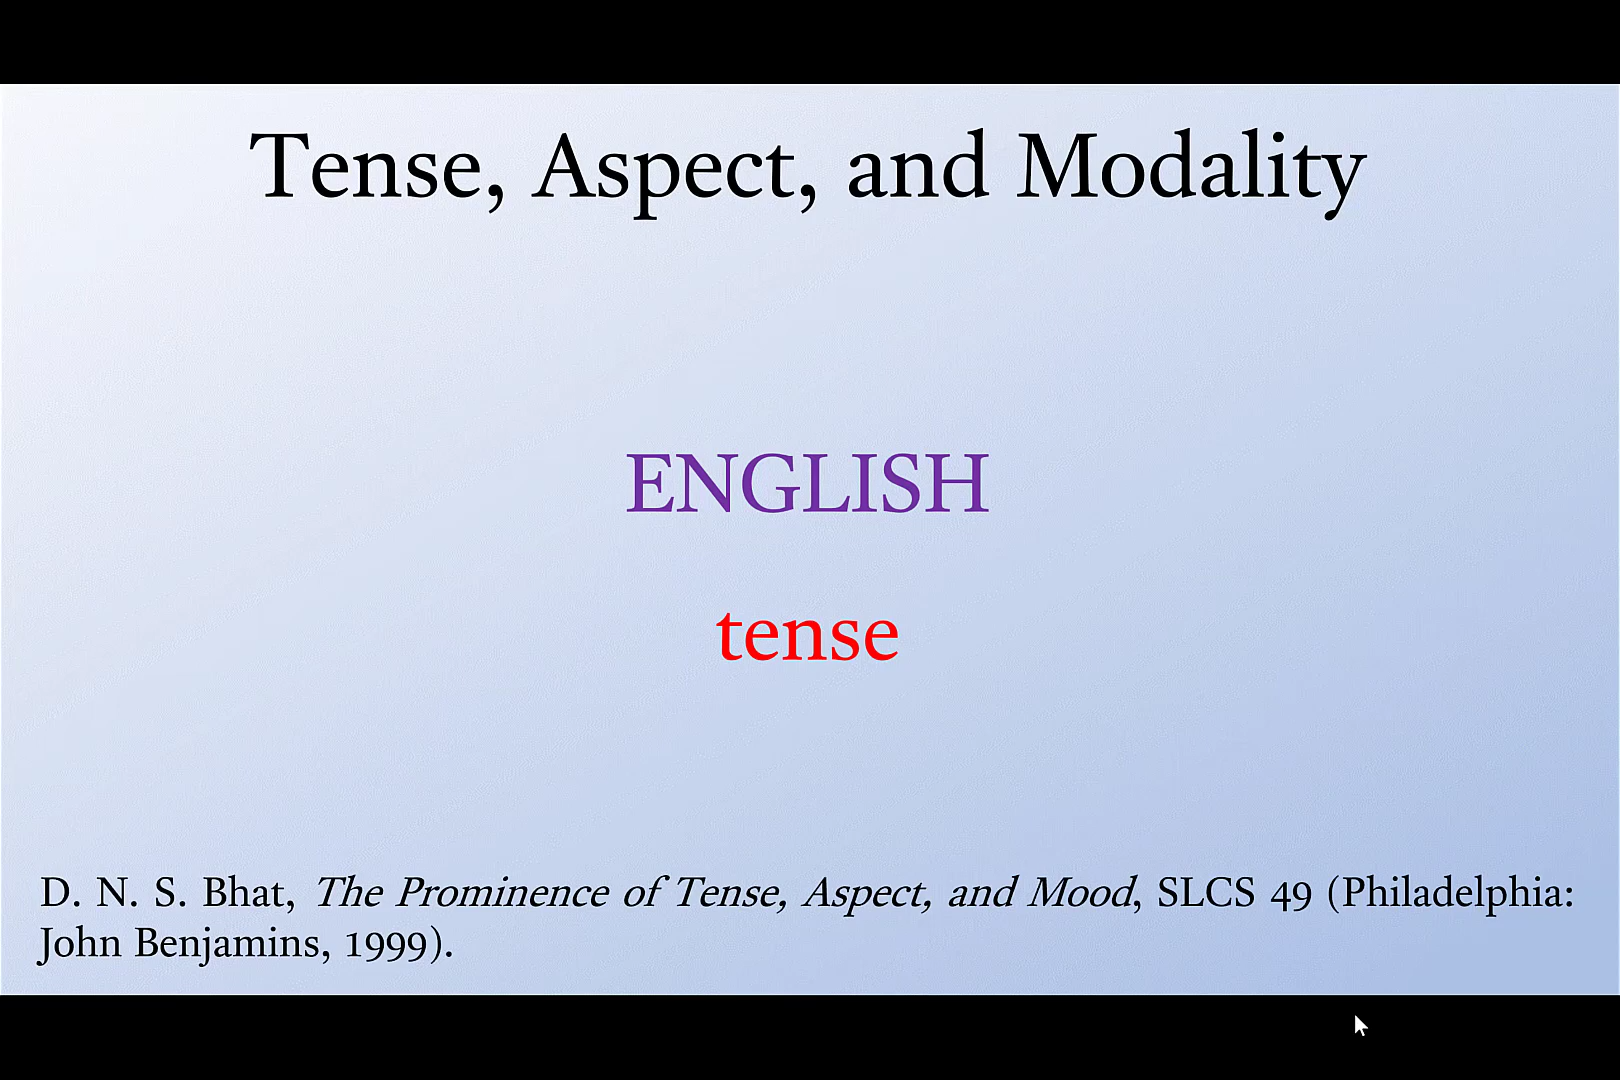 Tense, Aspect, and Modality
ENGLISH
tense
D. N. S. Bhat, The Prominence of Tense, Aspect, and Mood, SLCS 49 (Philadelphia:
John Benjamins, 1999).